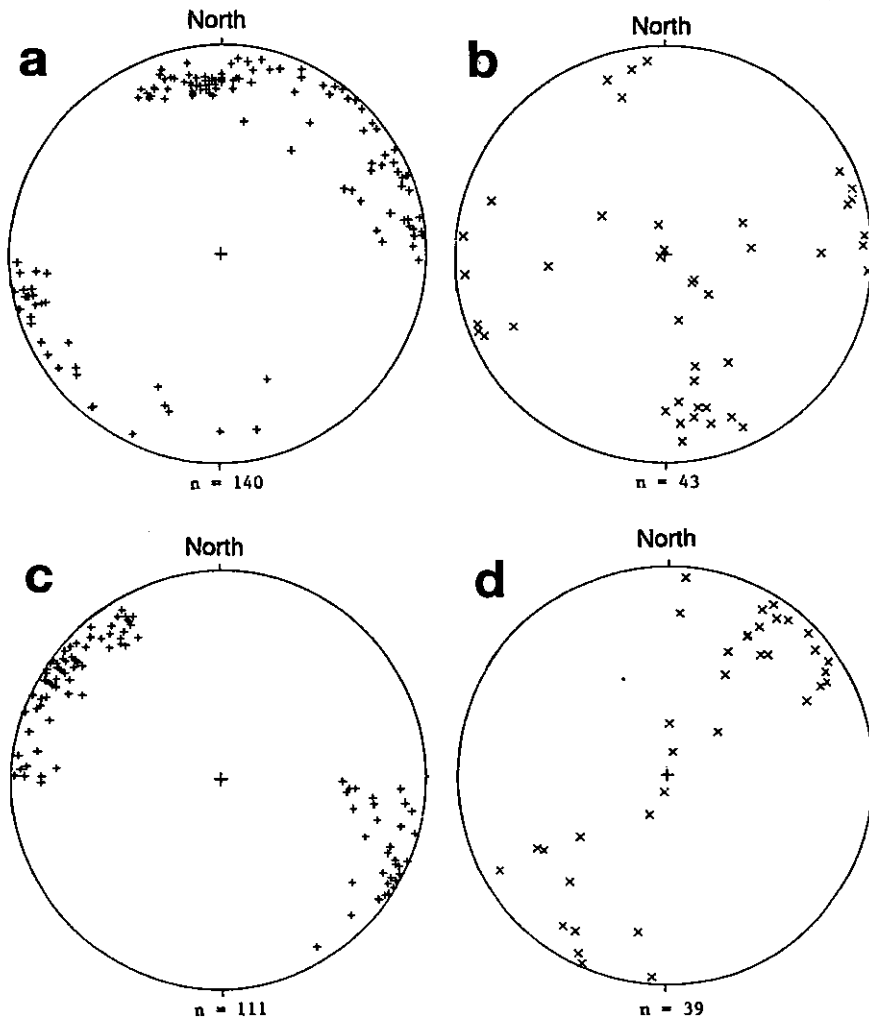 a
North
n = 140
b
North
n = 43
c
North
n = 111
d
North
n = 39